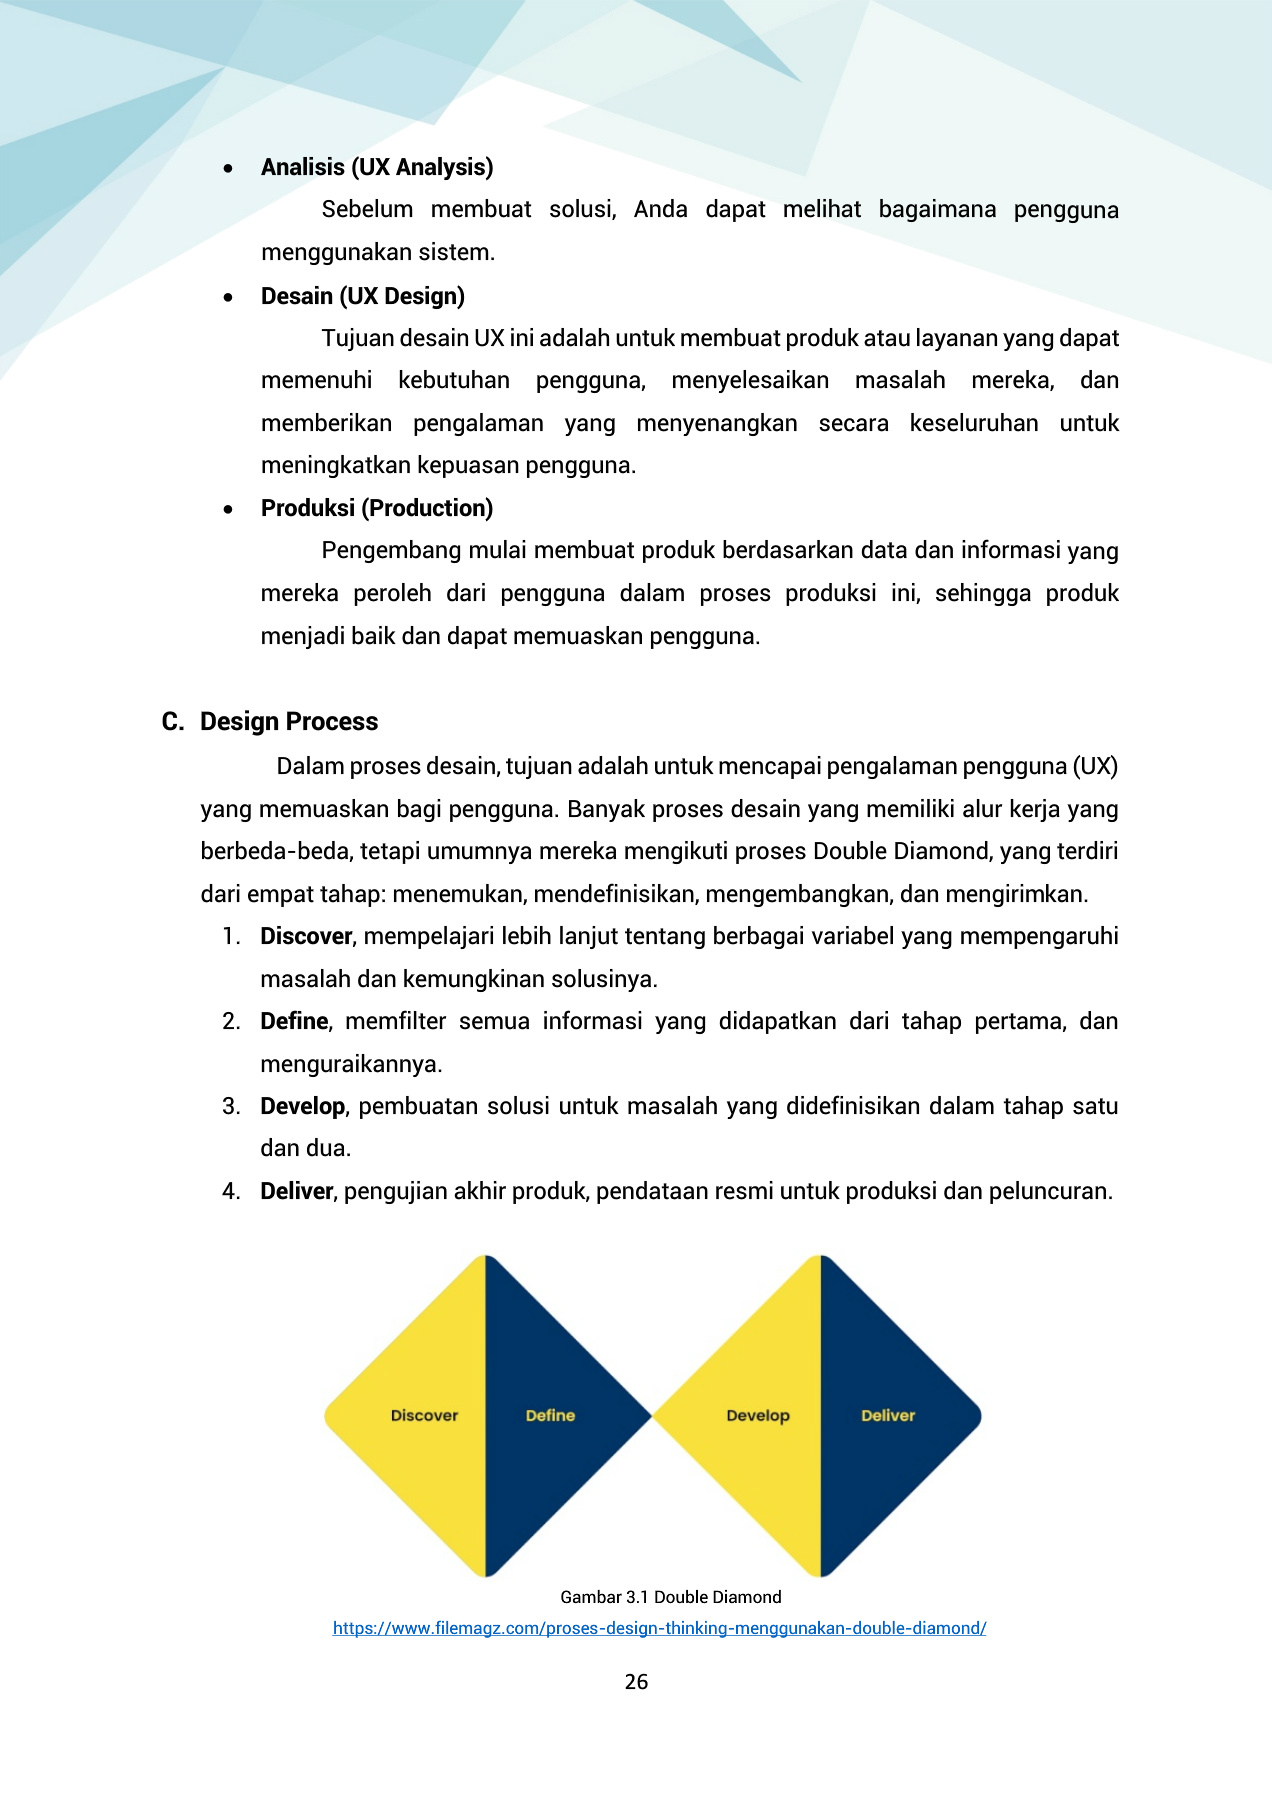 • Analisis (UX Analysis)
Sebelum membuat solusi, Anda dapat melihat bagaimana pengguna
menggunakan sistem.
• Desain (UX Design)
Tujuan desain UX ini adalah untuk membuat produk atau layanan yang dapat
memenuhi kebutuhan pengguna, menyelesaikan masalah mereka, dan
memberikan pengalaman yang menyenangkan secara keseluruhan untuk
meningkatkan kepuasan pengguna.
• Produksi (Production)
Pengembang mulai membuat produk berdasarkan data dan informasi yang
mereka peroleh dari pengguna dalam proses produksi ini, sehingga produk
menjadi baik dan dapat memuaskan pengguna.
C. Design Process
Dalam proses desain, tujuan adalah untuk mencapai pengalaman pengguna (UX)
yang memuaskan bagi pengguna. Banyak proses desain yang memiliki alur kerja yang
berbeda-beda, tetapi umumnya mereka mengikuti proses Double Diamond, yang terdiri
dari empat tahap: menemukan, mendefinisikan, mengembangkan, dan mengirimkan.
1. Discover, mempelajari lebih lanjut tentang berbagai variabel yang mempengaruhi
masalah dan kemungkinan solusinya.
2. Define, memfilter semua informasi yang didapatkan dari tahap pertama, dan
menguraikannya.
3. Develop, pembuatan solusi untuk masalah yang didefinisikan dalam tahap satu
dan dua.
4. Deliver, pengujian akhir produk, pendataan resmi untuk produksi dan peluncuran.
Discover Define Develop Deliver
Gambar 3.1 Double Diamond
https://www.filemagz.com/proses-design-thinking-menggunakan-double-diamond/
26